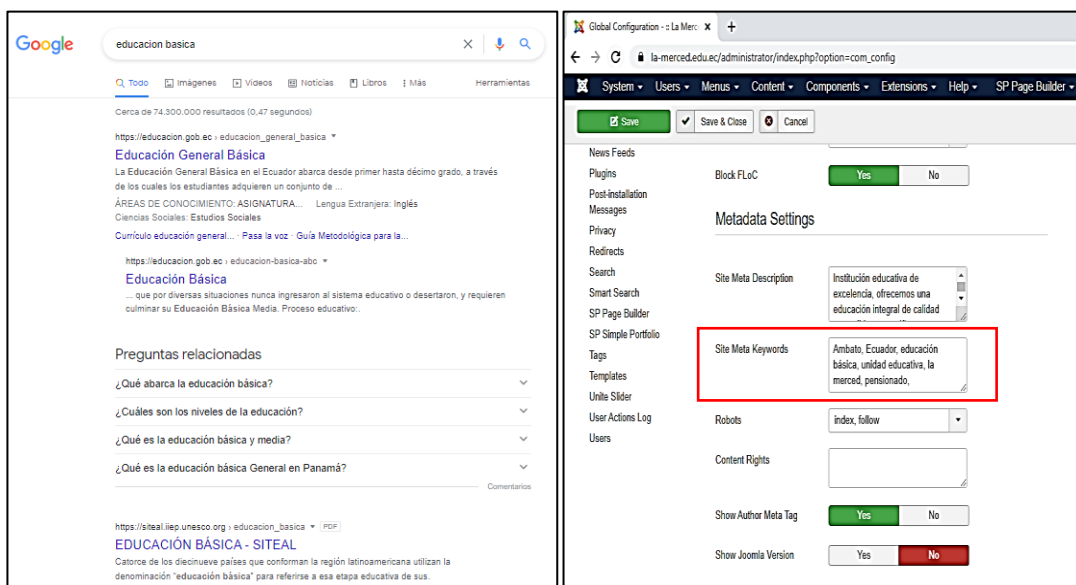 Google
educacion basica
Todo Imágenes Vídeos Noticias Libros Más Herramientas
Cerca de 74.300.000 resultados (0,47 segundos)
https://educacion.gob.ec › educacion_general_basica
Educación General Básica
La Educación General Básica en el Ecuador abarca desde primer hasta décimo grado, a través
de los cuales los estudiantes adquieren un conjunto de ...
ÁREAS DE CONOCIMIENTO: ASIGNATURA... Lengua Extranjera: Inglés
Ciencias Sociales: Estudios Sociales
Currículo educación general... · Pasa la voz · Guía Metodológica para la...
https://educacion.gob.ec › educacion-basica-abc
Educación Básica
... que por diversas situaciones nunca ingresaron al sistema educativo o desertaron, y requieren
culminar su Educación Básica Media. Proceso educativo:.
Preguntas relacionadas
¿Qué abarca la educación básica?
¿Cuáles son los niveles de la educación?
¿Qué es la educación básica y media?
¿Qué es la educación básica General en Panamá?
Comentarios
https://siteal.iiep.unesco.org › educacion_basica PDF
EDUCACIÓN BÁSICA - SITEAL
Catorce de los diecinueve países que conforman la región latinoamericana utilizan la
denominación "educación básica" para referirse a esa etapa educativa de sus.
Global Configuration - :: La Merc
la-merced.edu.ec/administrator/index.php?option=com_config
System Users Menus Content Components Extensions Help SP Page Builder
Save Save & Close Cancel
News Feeds
Plugins
Post-installation
Messages
Privacy
Redirects
Search
Smart Search
SP Page Builder
SP Simple Portfolio
Tags
Templates
Unite Slider
User Actions Log
Users
Block FLoC Yes No
Metadata Settings
Site Meta Description
Institución educativa de
excelencia, ofrecemos una
educación integral de calidad
Site Meta Keywords
Ambato, Ecuador, educación
básica, unidad educativa, la
merced, pensionado,
Robots index, follow
Content Rights
Show Author Meta Tag Yes No
Show Joomla Version Yes No